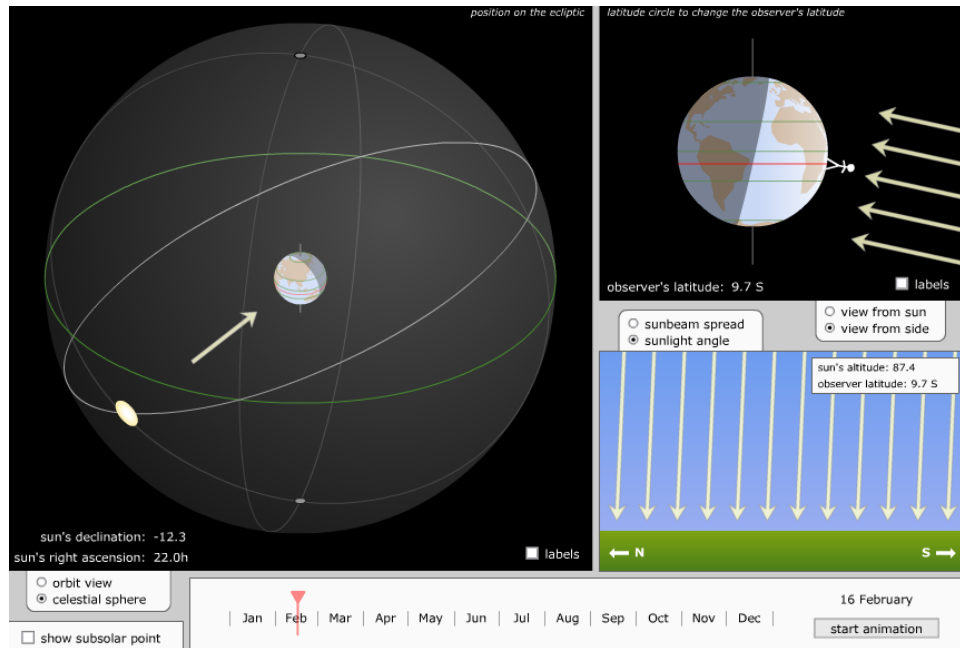 position on the ecliptic
latitude circle to change the observer's latitude
observer's latitude: 9.7 S
labels
view from sun
view from side
sunbeam spread
sunlight angle
sun's altitude: 87.4
observer latitude: 9.7 S
N
S
sun's declination: -12.3
sun's right ascension: 22.0h
labels
orbit view
celestial sphere
show subsolar point
Jan Feb Mar Apr May Jun Jul Aug Sep Oct Nov Dec
16 February
start animation